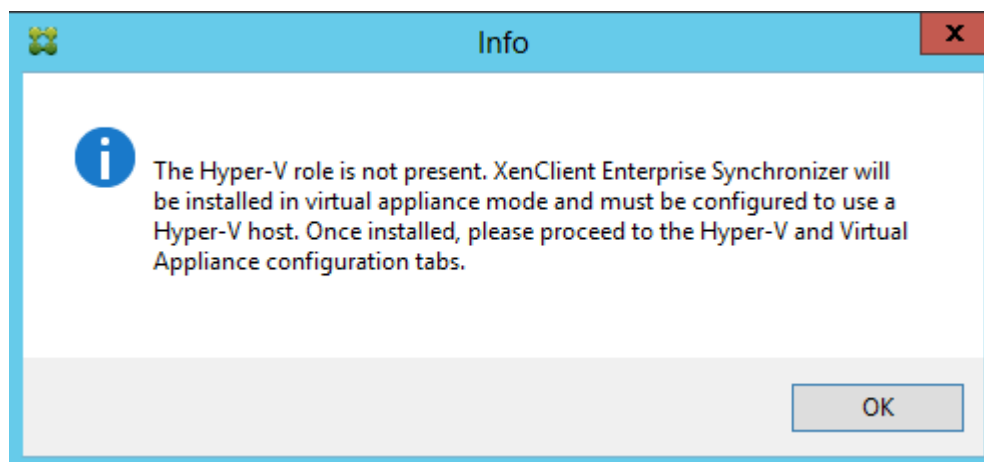 Info
x
The Hyper-V role is not present. XenClient Enterprise Synchronizer will
be installed in virtual appliance mode and must be configured to use a
Hyper-V host. Once installed, please proceed to the Hyper-V and Virtual
Appliance configuration tabs.
OK